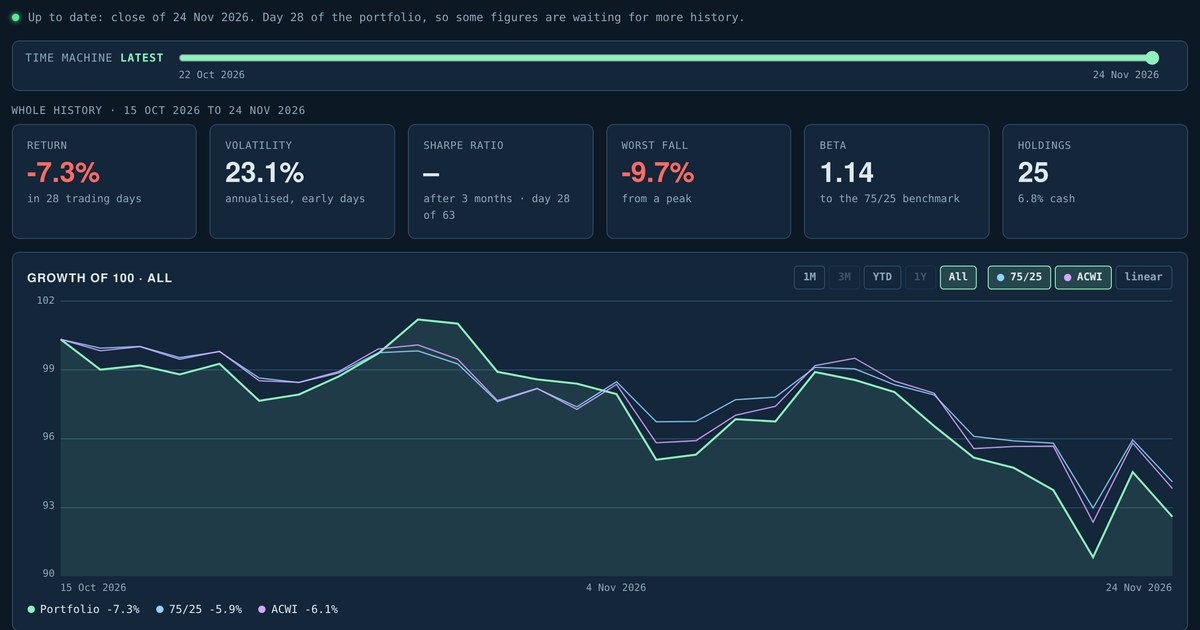 Up to date: close of 24 Nov 2026. Day 28 of the portfolio, so some figures are waiting for more history.
TIME MACHINE LATEST
22 Oct 2026 24 Nov 2026
WHOLE HISTORY · 15 OCT 2026 TO 24 NOV 2026
RETURN
-7.3%
in 28 trading days
VOLATILITY
23.1%
annualised, early days
SHARPE RATIO
—
after 3 months · day 28
of 63
WORST FALL
-9.7%
from a peak
BETA
1.14
to the 75/25 benchmark
HOLDINGS
25
6.8% cash
GROWTH OF 100 · ALL
1M 3M YTD 1Y All 75/25 ACWI linear
102
99
96
93
90
15 Oct 2026 4 Nov 2026 24 Nov 2026
Portfolio -7.3% 75/25 -5.9% ACWI -6.1%